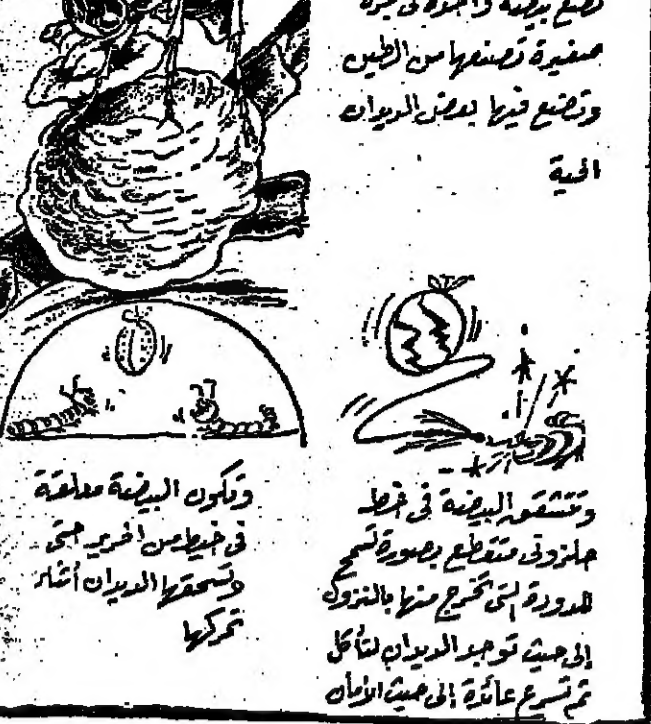 تضع بيضة واحدة في جرة
صغيرة تصنعها من الطين
وتضع فيها بعض الديدان
الحية
وتكون البيضة معلقة
في خيط من الحرير حتى
لا تسحقها الديدان أثناء
تحركها
وتتشقق البيضة في خط
حلزوني متقطع بصورة تسمح
للدودة التي تخرج منها بالنزول
إلى حيث توجد الديدان لتأكل
ثم تسرع عائدة إلى حيث الأمان